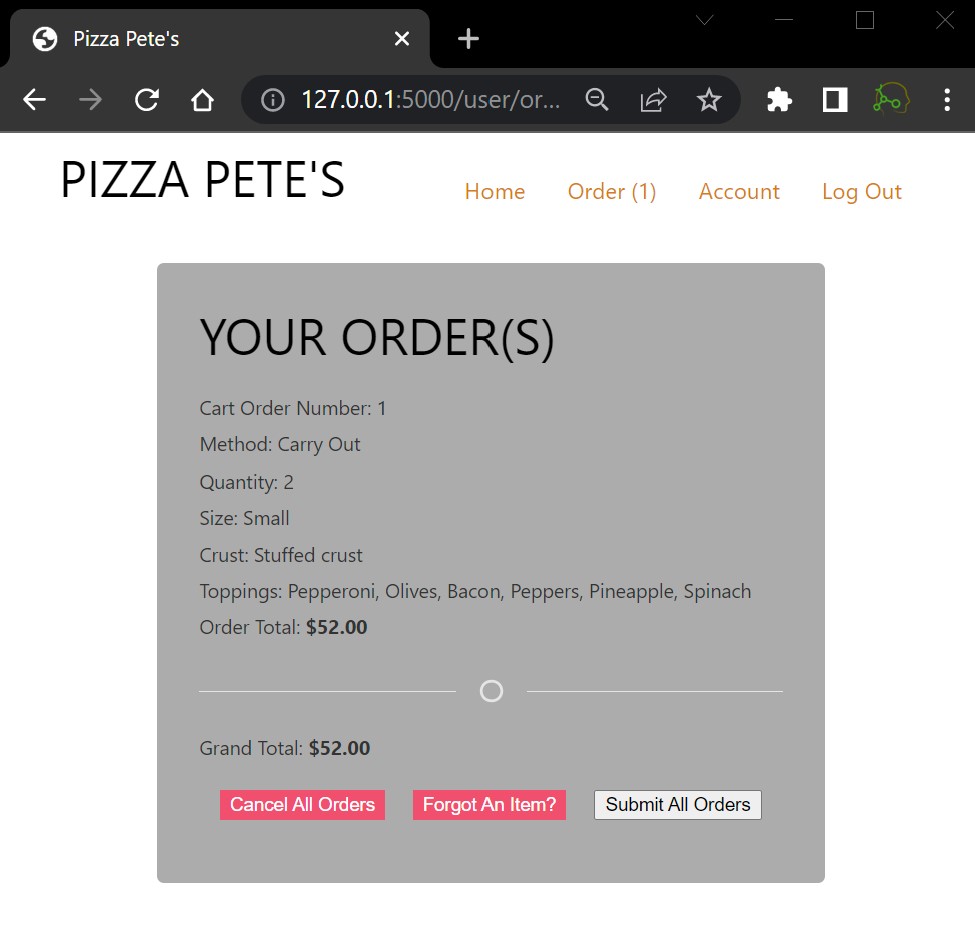 Pizza Pete's
127.0.0.1:5000/user/or...
PIZZA PETE'S
Home Order (1) Account Log Out
YOUR ORDER(S)
Cart Order Number: 1
Method: Carry Out
Quantity: 2
Size: Small
Crust: Stuffed crust
Toppings: Pepperoni, Olives, Bacon, Peppers, Pineapple, Spinach
Order Total: $52.00
Grand Total: $52.00
Cancel All Orders Forgot An Item? Submit All Orders